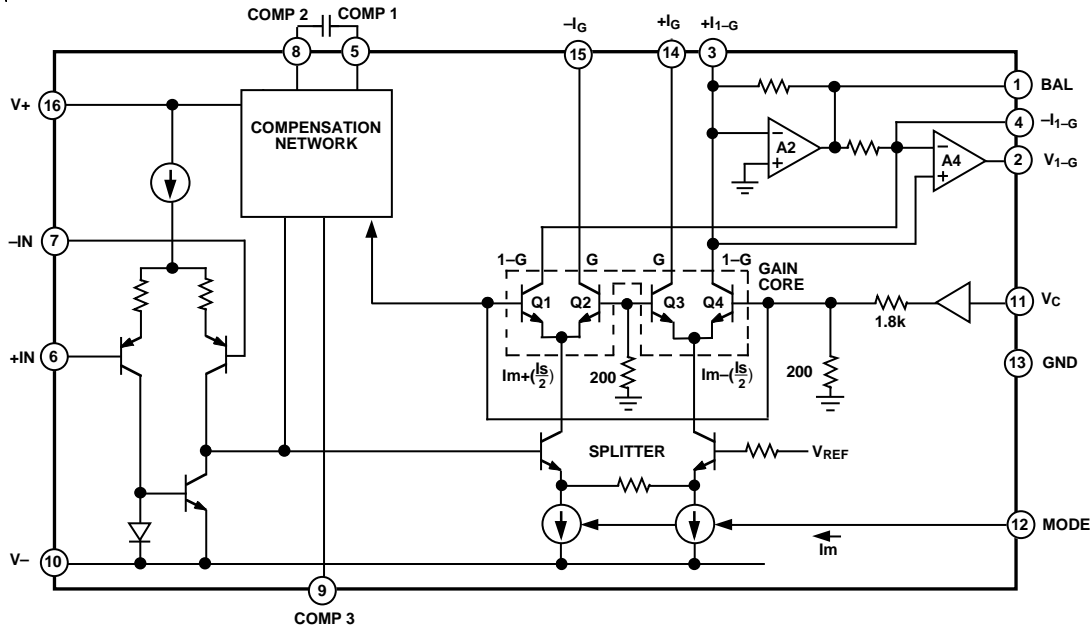 COMP 2
COMP 1
–IG
+IG
+I1–G
8
5
15
14
3
V+
16
COMPENSATION
NETWORK
1
BAL
4
–I1–G
2
V1–G
A2
–
+
A4
–
+
–IN
7
1–G
G
G
1–G
GAIN
CORE
Q1
Q2
Q3
Q4
11
VC
1.8k
+IN
6
13
GND
Im+(Is/2)
200
Im–(Is/2)
200
SPLITTER
VREF
12
MODE
Im
V–
10
9
COMP 3